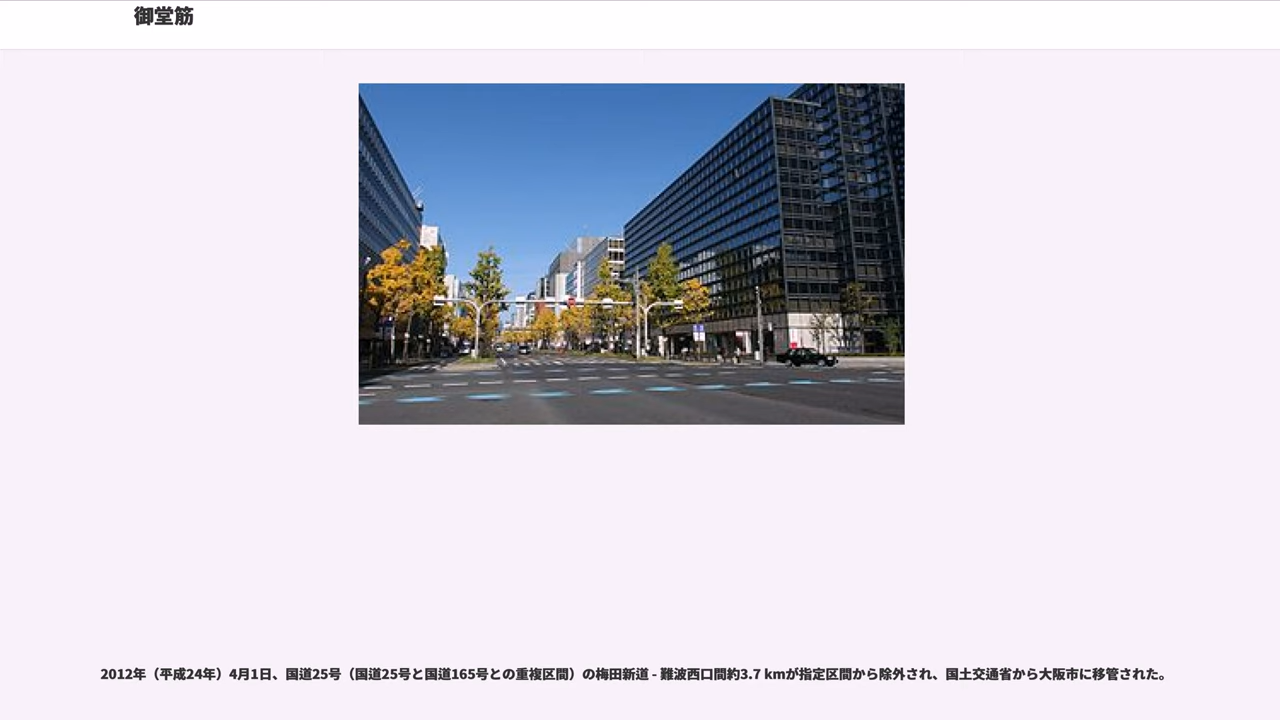 御堂筋
2012年（平成24年）4月1日、国道25号（国道25号と国道165号との重複区間）の梅田新道 - 難波西口間約3.7 kmが指定区間から除外され、国土交通省から大阪市に移管された。